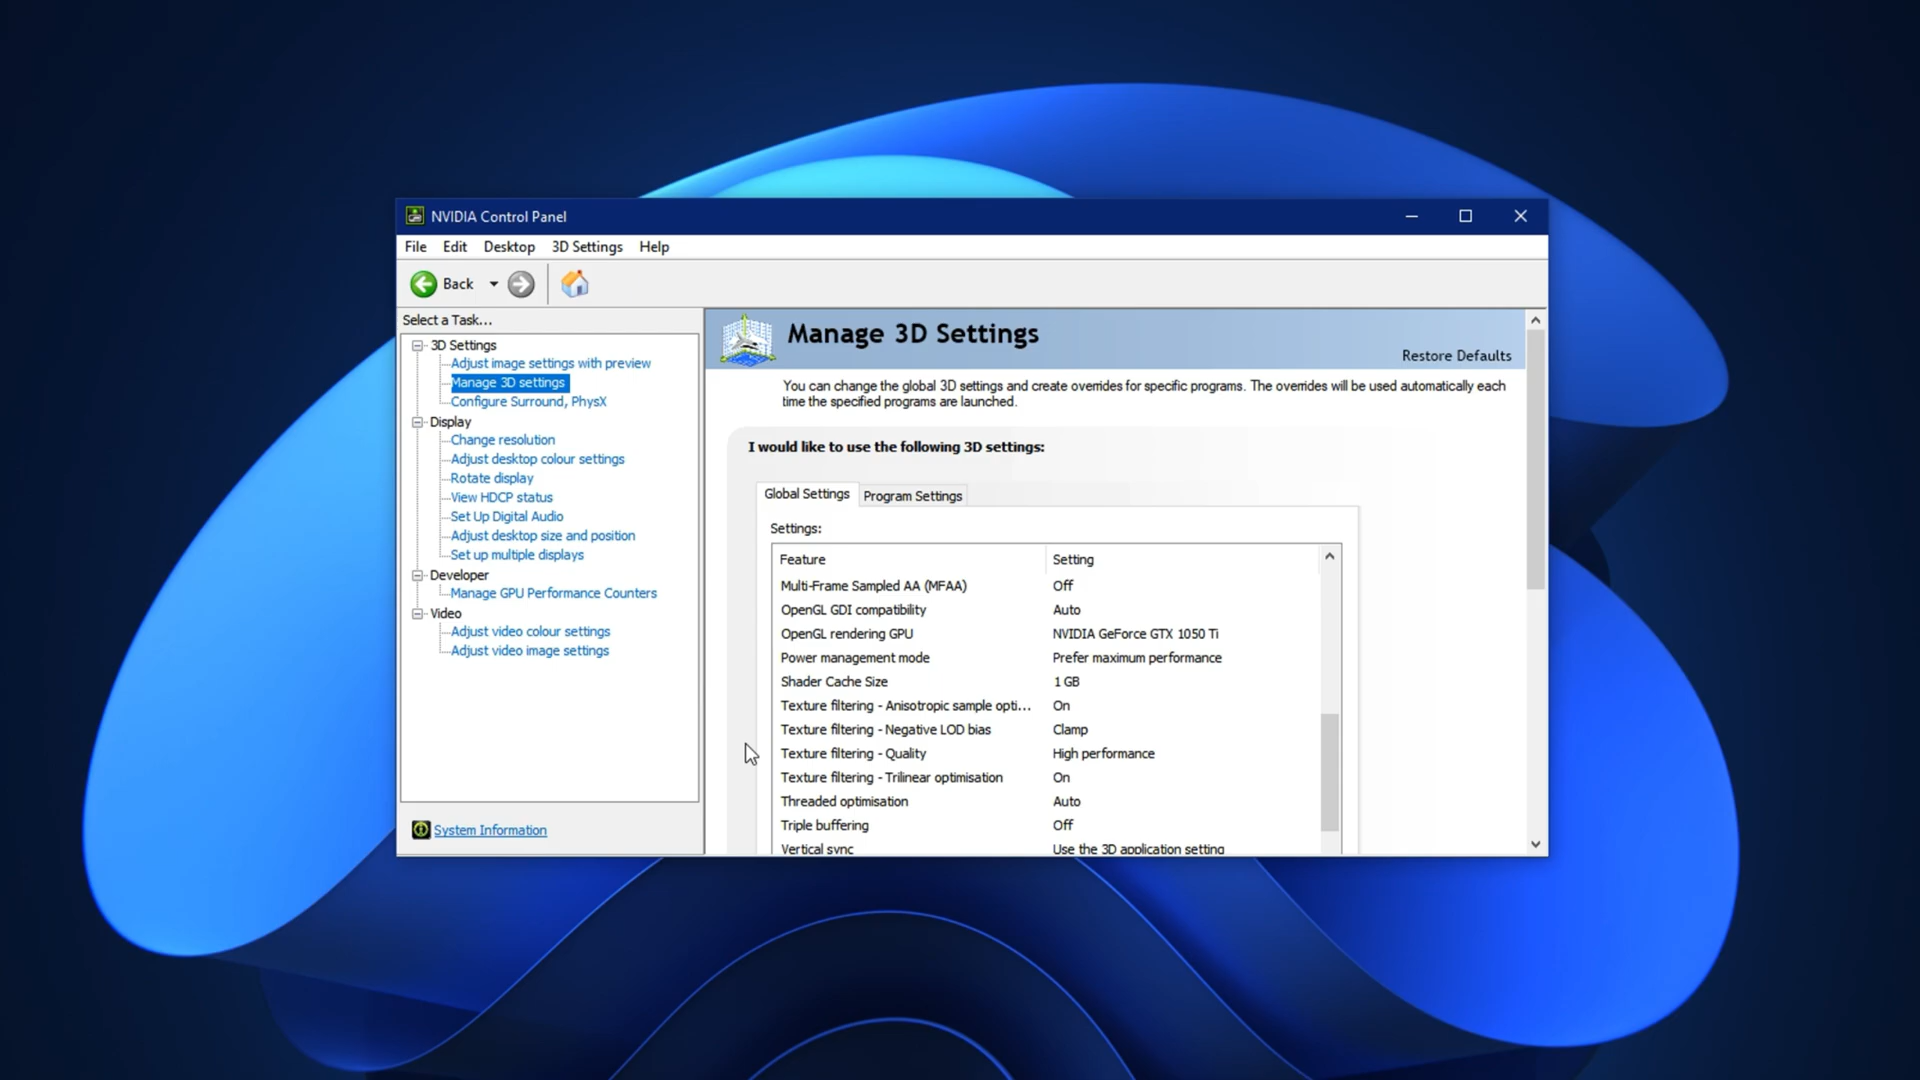 NVIDIA Control Panel
File Edit Desktop 3D Settings Help
Back
Select a Task...
3D Settings
Adjust image settings with preview
Manage 3D settings
Configure Surround, PhysX
Display
Change resolution
Adjust desktop colour settings
Rotate display
View HDCP status
Set Up Digital Audio
Adjust desktop size and position
Set up multiple displays
Developer
Manage GPU Performance Counters
Video
Adjust video colour settings
Adjust video image settings
System Information
Manage 3D Settings
Restore Defaults
You can change the global 3D settings and create overrides for specific programs. The overrides will be used automatically each
time the specified programs are launched.
I would like to use the following 3D settings:
Global Settings Program Settings
Settings:
Feature Setting
Multi-Frame Sampled AA (MFAA) Off
OpenGL GDI compatibility Auto
OpenGL rendering GPU NVIDIA GeForce GTX 1050 Ti
Power management mode Prefer maximum performance
Shader Cache Size 1 GB
Texture filtering - Anisotropic sample opti... On
Texture filtering - Negative LOD bias Clamp
Texture filtering - Quality High performance
Texture filtering - Trilinear optimisation On
Threaded optimisation Auto
Triple buffering Off
Vertical sync Use the 3D application setting